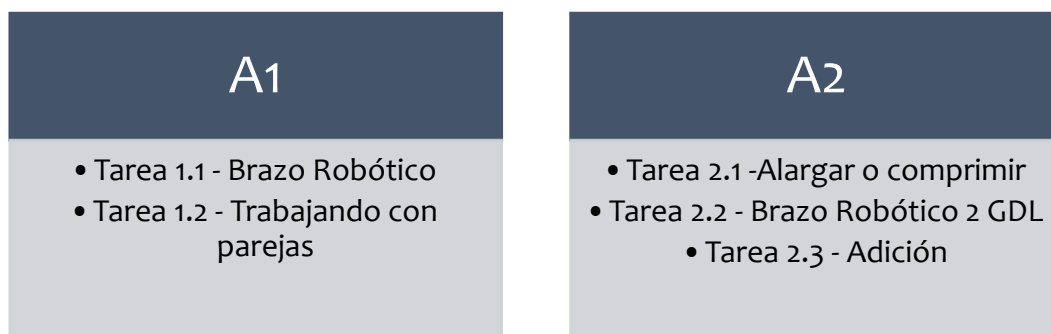 A1
• Tarea 1.1 - Brazo Robótico
• Tarea 1.2 - Trabajando con
parejas
A2
• Tarea 2.1 -Alargar o comprimir
• Tarea 2.2 - Brazo Robótico 2 GDL
• Tarea 2.3 - Adición